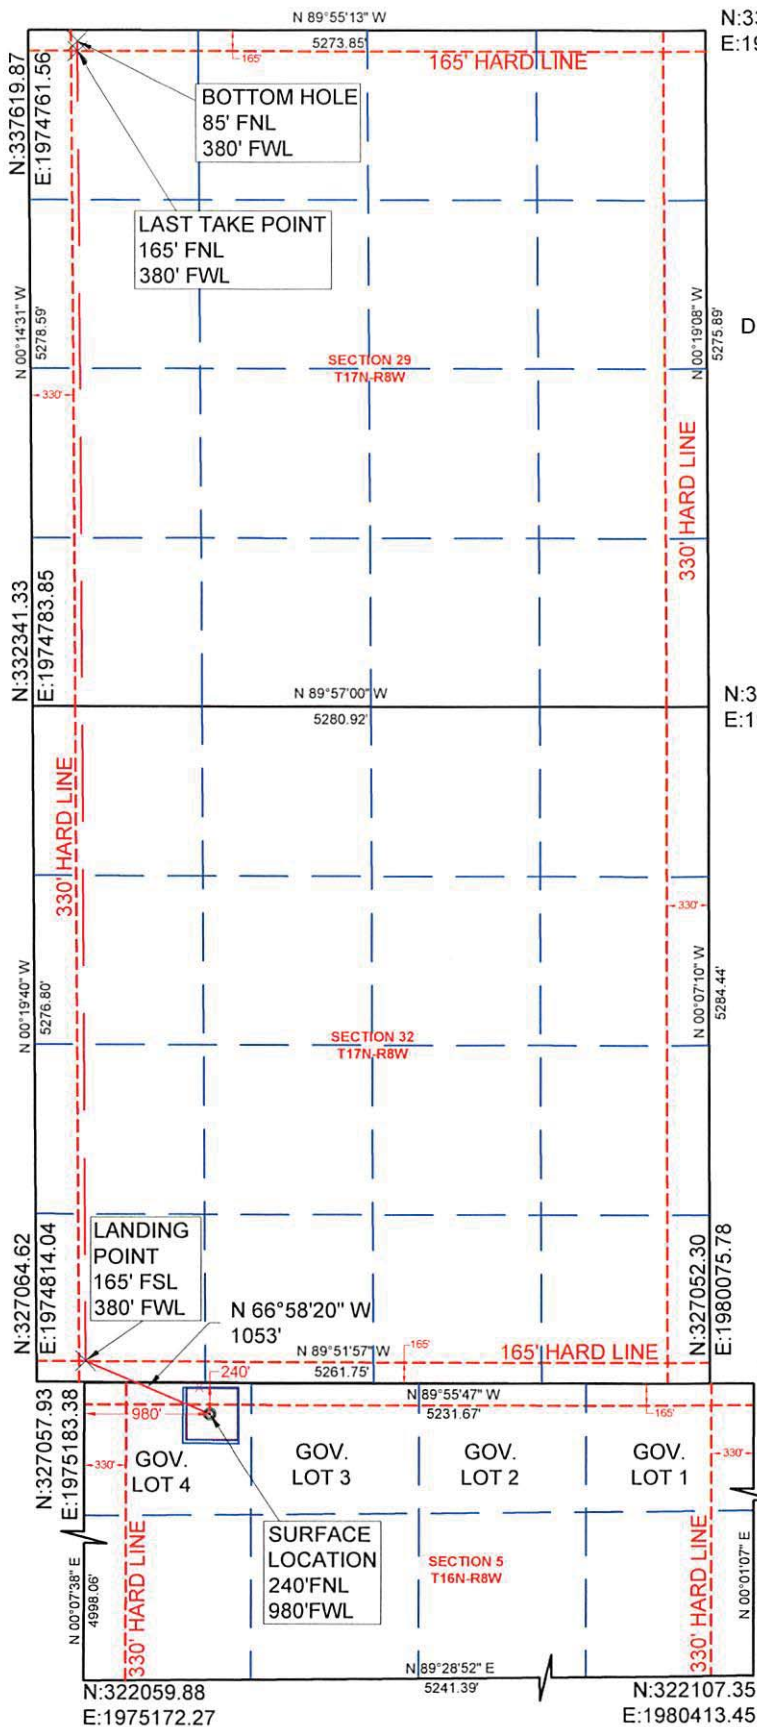 N 89°55'13" W
5273.85'
N:33
E:19
165'
165' HARD LINE
N:337619.87
E:1974761.56
BOTTOM HOLE
85' FNL
380' FWL
LAST TAKE POINT
165' FNL
380' FWL
N 00°14'31" W
5278.59'
SECTION 29
T17N-R8W
N 00°19'08" W
5275.89'
D
330'
330' HARD LINE
N:332341.33
E:1974783.85
N 89°57'00" W
5280.92'
N:3
E:1
330' HARD LINE
330'
N 00°19'40" W
5276.80'
SECTION 32
T17N-R8W
N 00°07'10" W
5284.44'
LANDING
POINT
165' FSL
380' FWL
N:327064.62
E:1974814.04
N 66°58'20" W
1053'
N:327052.30
E:1980075.78
N 89°51'57" W
5261.75'
165'
165' HARD LINE
240'
N:327057.93
E:1975183.38
980'
N 89°55'47" W
5231.67'
165'
330'
GOV.
LOT 4
GOV.
LOT 3
GOV.
LOT 2
GOV.
LOT 1
330'
SURFACE
LOCATION
240'FNL
980'FWL
SECTION 5
T16N-R8W
N 00°07'38" E
4998.06'
330' HARD LINE
330' HARD LINE
N 00°01'07" E
N 89°28'52" E
5241.39'
N:322059.88
E:1975172.27
N:322107.35
E:1980413.45